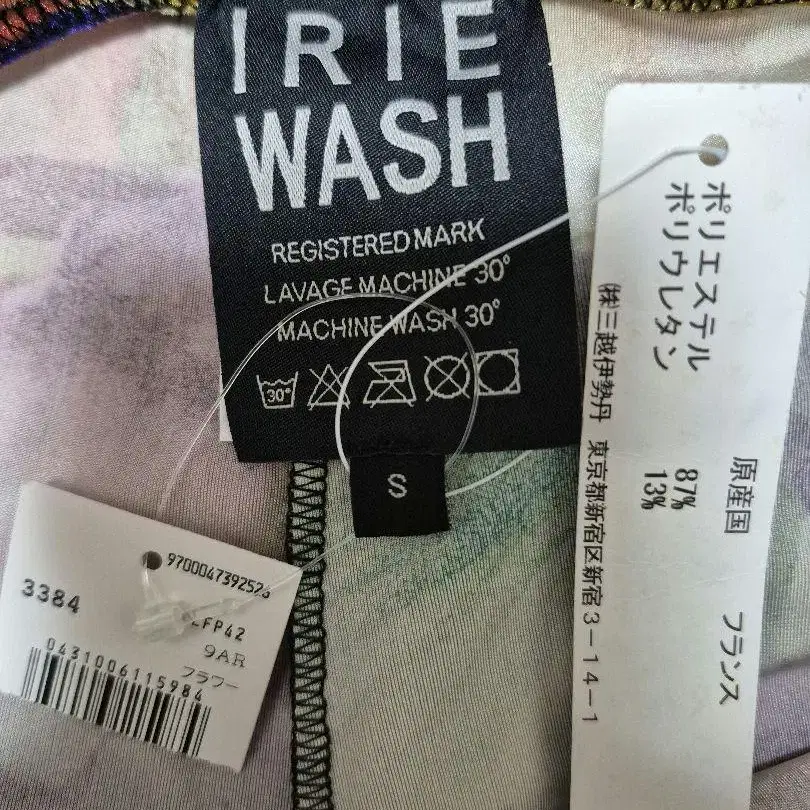 IRIE
WASH
REGISTERED MARK
LAVAGE MACHINE 30°
MACHINE WASH 30°
30°
S
9700047392526
3384
FP42
9AR
フラワー
0431006115984
原産国 フランス
ポリエステル 87%
ポリウレタン 13%
㈱三越伊勢丹 東京都新宿区新宿3-14-1